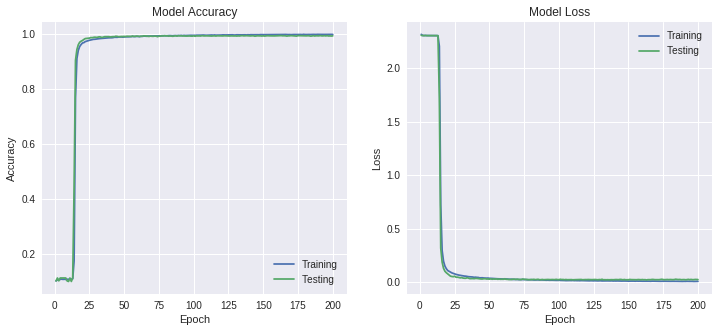 Model Accuracy
1.0
0.8
0.6
0.4
0.2
Accuracy
Training
Testing
0 25 50 75 100 125 150 175 200
Epoch
Model Loss
2.0
1.5
1.0
0.5
0.0
Loss
Training
Testing
0 25 50 75 100 125 150 175 200
Epoch